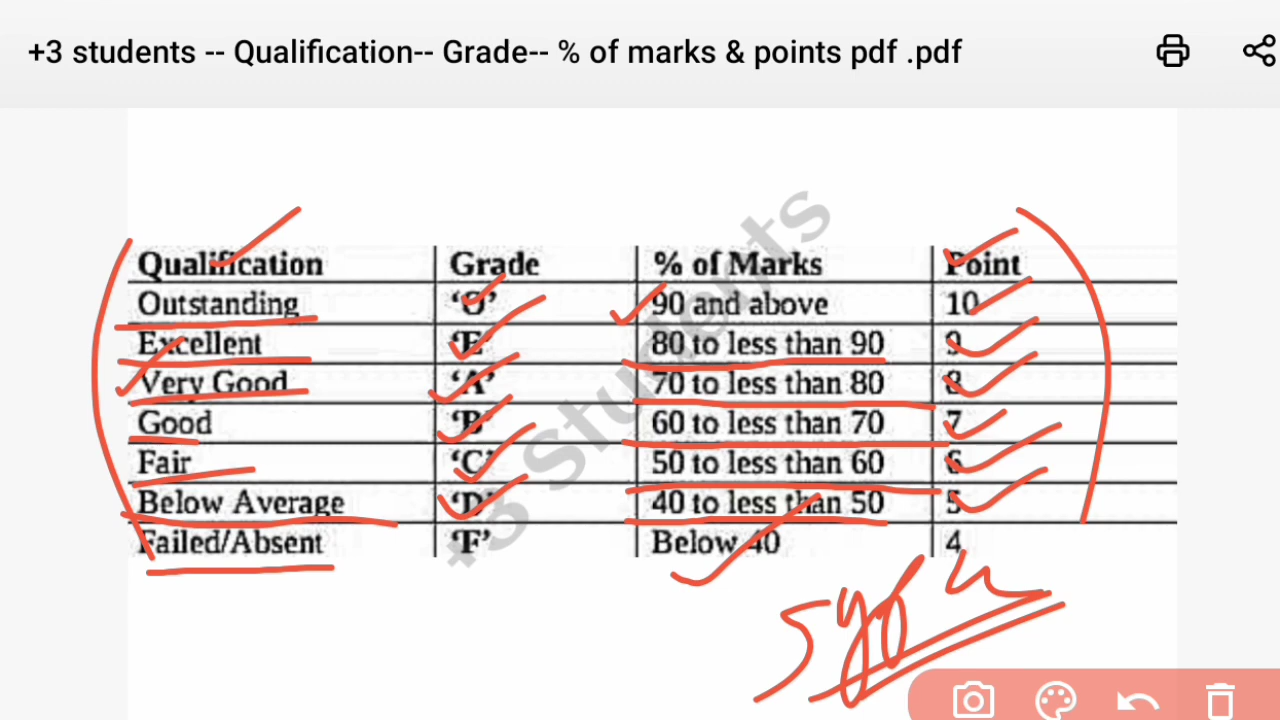 +3 students -- Qualification-- Grade-- % of marks & points pdf .pdf
Qualification Grade % of Marks Point
Outstanding ‘O’ 90 and above 10
Excellent ‘E’ 80 to less than 90 9
Very Good ‘A’ 70 to less than 80 8
Good ‘B’ 60 to less than 70 7
Fair ‘C’ 50 to less than 60 6
Below Average ‘D’ 40 to less than 50 5
Failed/Absent ‘F’ Below 40 4
+3 Students